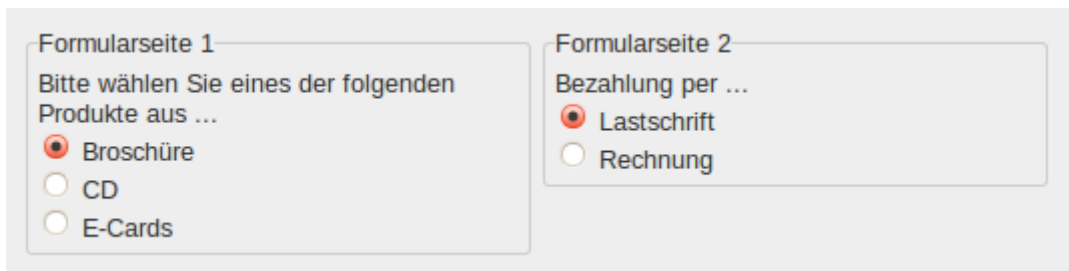 Formularseite 1
Bitte wählen Sie eines der folgenden
Produkte aus ...
Broschüre
CD
E-Cards
Formularseite 2
Bezahlung per ...
Lastschrift
Rechnung